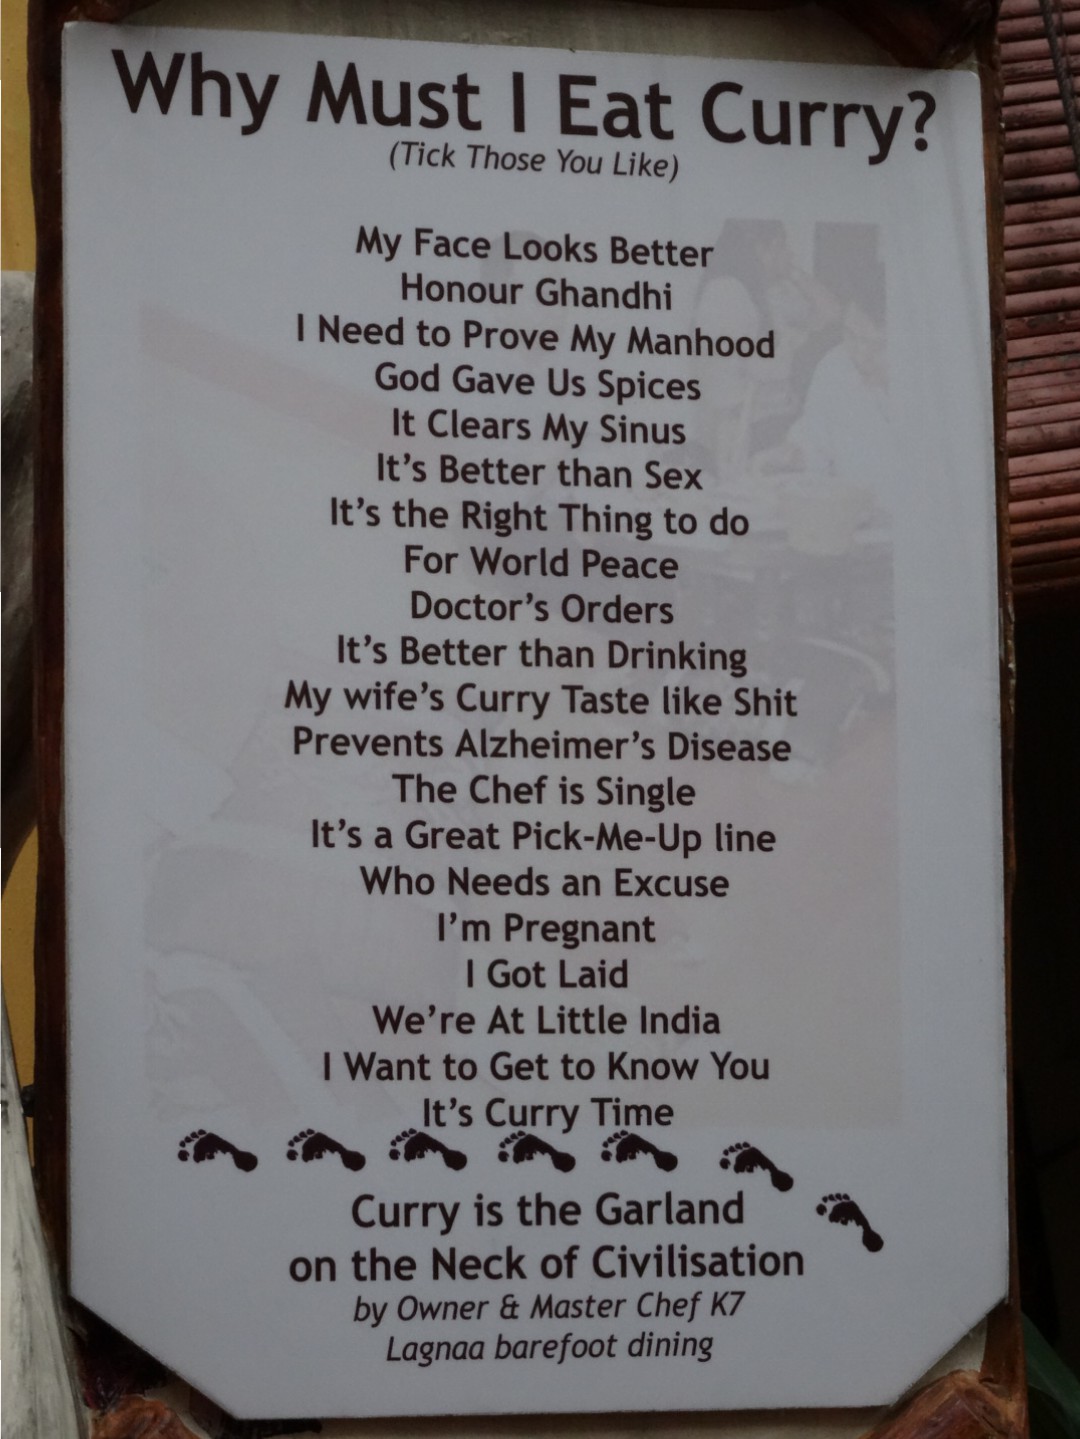 Why Must I Eat Curry?
(Tick Those You Like)
My Face Looks Better
Honour Ghandhi
I Need to Prove My Manhood
God Gave Us Spices
It Clears My Sinus
It's Better than Sex
It's the Right Thing to do
For World Peace
Doctor's Orders
It's Better than Drinking
My wife's Curry Taste like Shit
Prevents Alzheimer's Disease
The Chef is Single
It's a Great Pick-Me-Up line
Who Needs an Excuse
I'm Pregnant
I Got Laid
We're At Little India
I Want to Get to Know You
It's Curry Time
Curry is the Garland
on the Neck of Civilisation
by Owner & Master Chef K7
Lagnaa barefoot dining